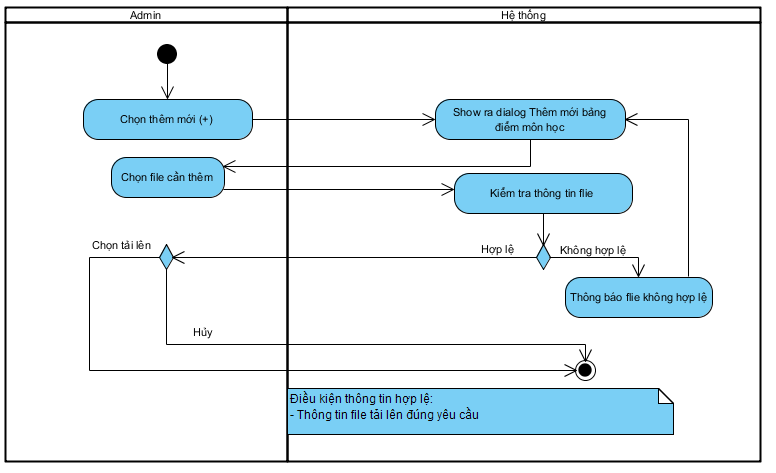 Admin
Hệ thống
Chọn thêm mới (+)
Show ra dialog Thêm mới bảng
điểm môn học
Chọn file cần thêm
Kiểm tra thông tin flie
Chọn tải lên
Hợp lệ
Không hợp lệ
Thông báo flie không hợp lệ
Hủy
Điều kiện thông tin hợp lệ:
- Thông tin file tải lên đúng yêu cầu